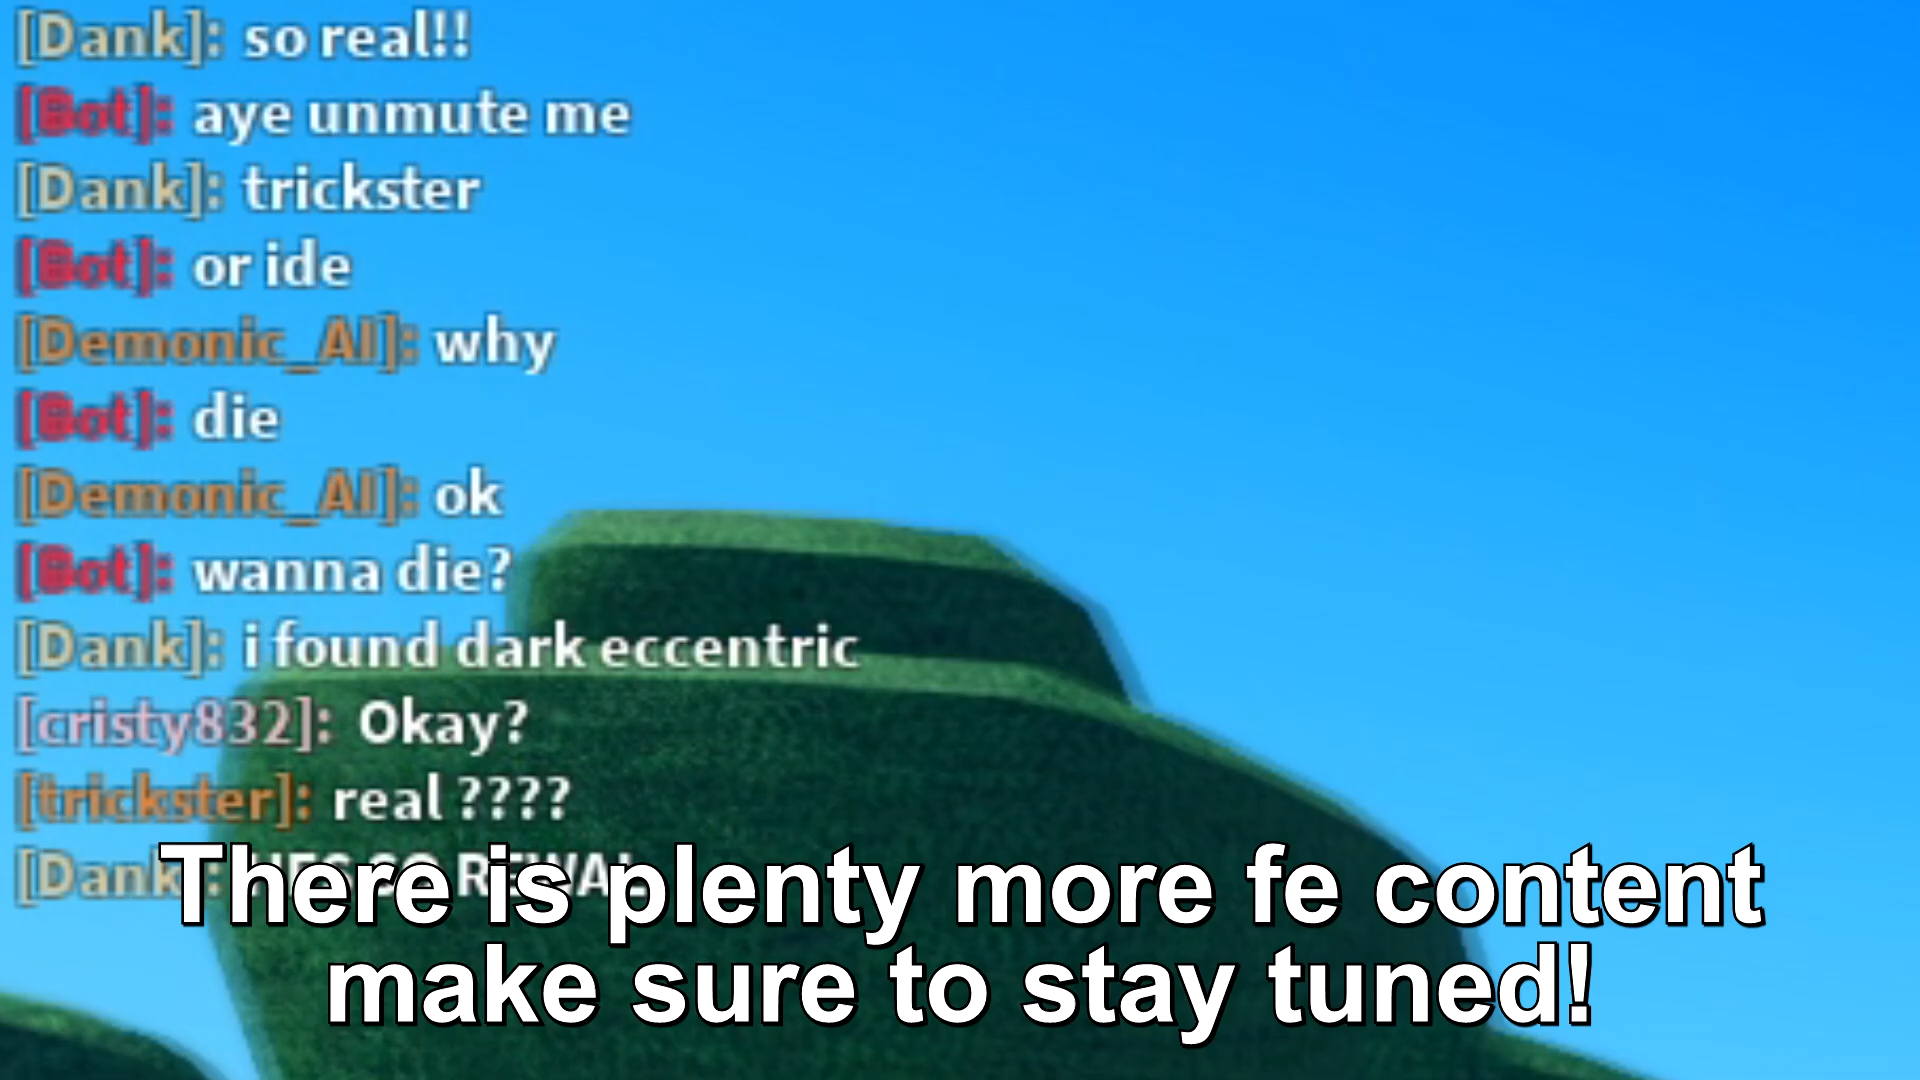 [Dank]: so real!!
[Bot]: aye unmute me
[Dank]: trickster
[Bot]: or ide
[Demonic_AI]: why
[Bot]: die
[Demonic_AI]: ok
[Bot]: wanna die?
[Dank]: i found dark eccentric
[cristy832]: Okay?
[trickster]: real ????
[Dank]: SO
There is plenty more fe content
make sure to stay tuned!